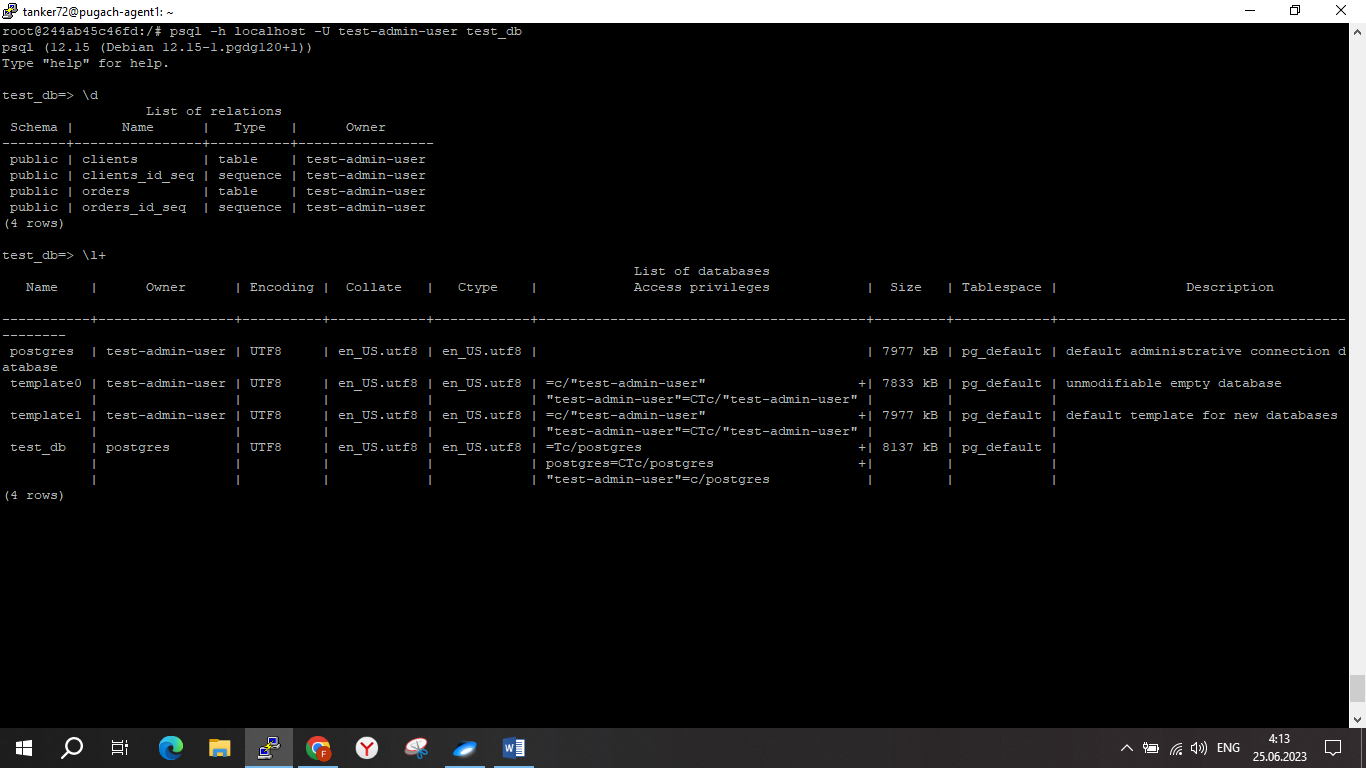 tanker72@pugach-agent1: ~
root@244ab45c46fd:/# psql -h localhost -U test-admin-user test_db
psql (12.15 (Debian 12.15-1.pgdg120+1))
Type "help" for help.

test_db=> \d
                  List of relations
 Schema |      Name      |   Type   |      Owner
--------+----------------+----------+-----------------
 public | clients        | table    | test-admin-user
 public | clients_id_seq | sequence | test-admin-user
 public | orders         | table    | test-admin-user
 public | orders_id_seq  | sequence | test-admin-user
(4 rows)

test_db=> \l+
                                                                               List of databases
   Name    |      Owner      | Encoding |  Collate   |   Ctype    |            Access privileges            |  Size   | Tablespace |                Description
-----------+-----------------+----------+------------+------------+-----------------------------------------+---------+------------+------------------------------------
--------
 postgres  | test-admin-user | UTF8     | en_US.utf8 | en_US.utf8 |                                         | 7977 kB | pg_default | default administrative connection d
atabase
 template0 | test-admin-user | UTF8     | en_US.utf8 | en_US.utf8 | =c/"test-admin-user"                   +| 7833 kB | pg_default | unmodifiable empty database
           |                 |          |            |            | "test-admin-user"=CTc/"test-admin-user" |         |            |
 template1 | test-admin-user | UTF8     | en_US.utf8 | en_US.utf8 | =c/"test-admin-user"                   +| 7977 kB | pg_default | default template for new databases
           |                 |          |            |            | "test-admin-user"=CTc/"test-admin-user" |         |            |
 test_db   | postgres        | UTF8     | en_US.utf8 | en_US.utf8 | =Tc/postgres                           +| 8137 kB | pg_default |
           |                 |          |            |            | postgres=CTc/postgres                  +|         |            |
           |                 |          |            |            | "test-admin-user"=c/postgres            |         |            |
(4 rows)
ENG
4:13
25.06.2023